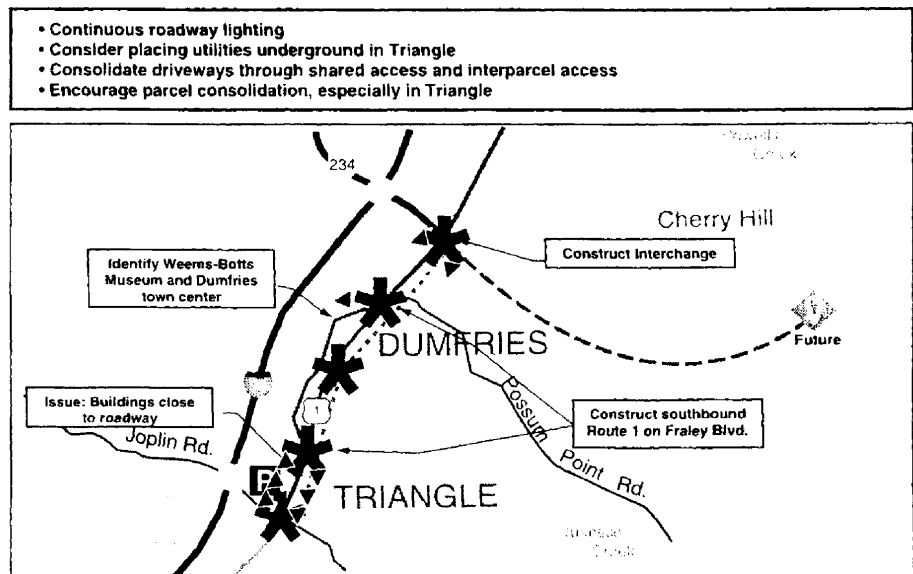 • Continuous roadway lighting
• Consider placing utilities underground in Triangle
• Consolidate driveways through shared access and interparcel access
• Encourage parcel consolidation, especially in Triangle
234
Creek
Cherry Hill
Identify Weems-Botts
Museum and Dumfries
town center
Construct Interchange
Future
DUMFRIES
Issue: Buildings close
to roadway
1
Construct southbound
Route 1 on Fraley Blvd.
Joplin Rd.
Possum
Point Rd.
P
TRIANGLE
Creek